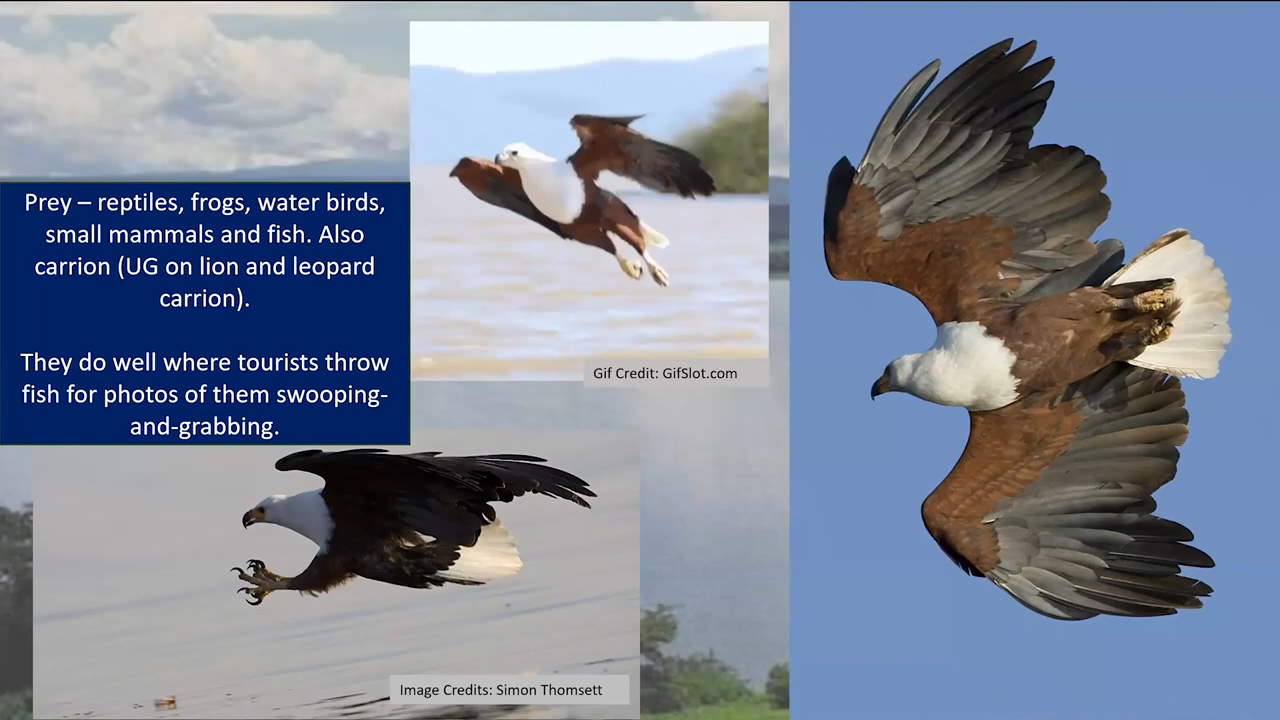 Prey – reptiles, frogs, water birds,
small mammals and fish. Also
carrion (UG on lion and leopard
carrion).
They do well where tourists throw
fish for photos of them swooping-
and-grabbing.
Gif Credit: GifSlot.com
Image Credits: Simon Thomsett